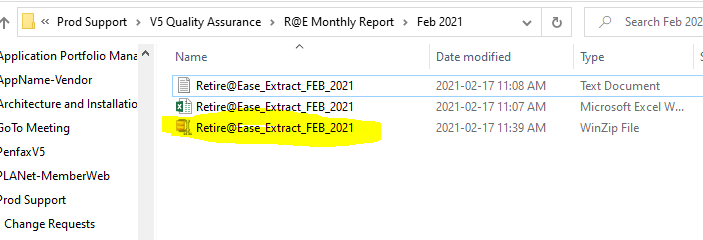 « Prod Support > V5 Quality Assurance > R@E Monthly Report > Feb 2021
Search Feb 202
Application Portfolio Mana
AppName-Vendor
Architecture and Installatio
GoTo Meeting
PenfaxV5
PLANet-MemberWeb
Prod Support
Change Requests
Name Date modified Type S
Retire@Ease_Extract_FEB_2021 2021-02-17 11:08 AM Text Document
Retire@Ease_Extract_FEB_2021 2021-02-17 11:07 AM Microsoft Excel W...
Retire@Ease_Extract_FEB_2021 2021-02-17 11:39 AM WinZip File